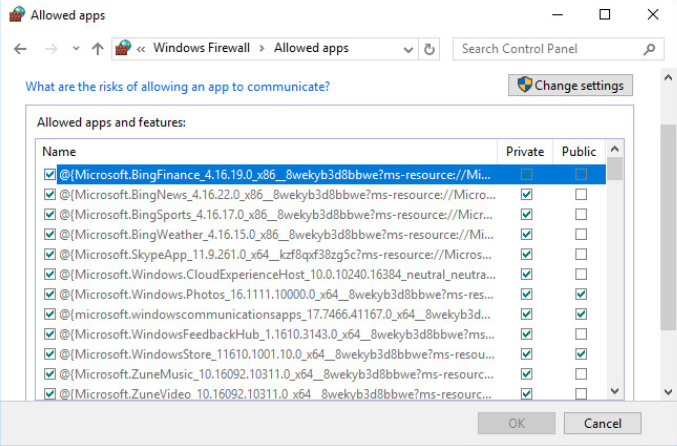 Allowed apps
« Windows Firewall > Allowed apps
Search Control Panel
What are the risks of allowing an app to communicate?
Change settings
Allowed apps and features:
Name Private Public
@{Microsoft.BingFinance_4.16.19.0_x86__8wekyb3d8bbwe?ms-resource://Mi...
@{Microsoft.BingNews_4.16.22.0_x86__8wekyb3d8bbwe?ms-resource://Micro...
@{Microsoft.BingSports_4.16.17.0_x86__8wekyb3d8bbwe?ms-resource://Micr...
@{Microsoft.BingWeather_4.16.15.0_x86__8wekyb3d8bbwe?ms-resource://Mi...
@{Microsoft.SkypeApp_11.9.261.0_x64__kzf8qxf38zg5c?ms-resource://Micros...
@{Microsoft.Windows.CloudExperienceHost_10.0.10240.16384_neutral_neutra...
@{Microsoft.Windows.Photos_16.1111.10000.0_x64__8wekyb3d8bbwe?ms-res...
@{microsoft.windowscommunicationsapps_17.7466.41167.0_x64__8wekyb3d...
@{Microsoft.WindowsFeedbackHub_1.1610.3143.0_x64__8wekyb3d8bbwe?ms...
@{Microsoft.WindowsStore_11610.1001.10.0_x64__8wekyb3d8bbwe?ms-resou...
@{Microsoft.ZuneMusic_10.16092.10311.0_x64__8wekyb3d8bbwe?ms-resourc...
@{Microsoft.ZuneVideo_10.16092.10311.0_x64__8wekyb3d8bbwe?ms-resourc...
OK Cancel